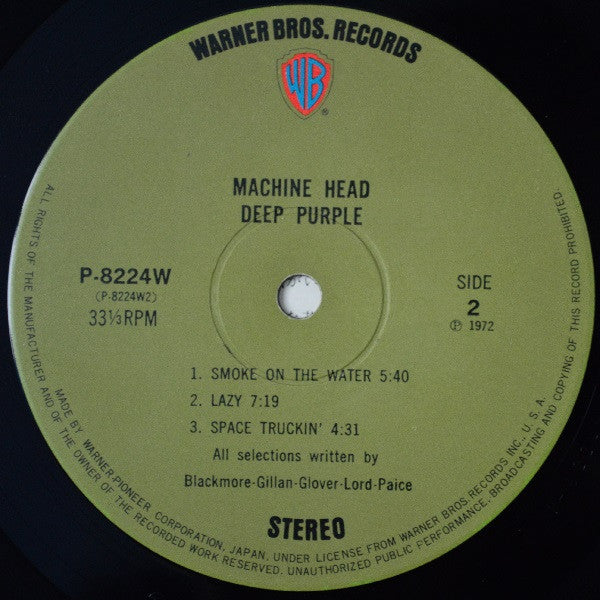 WARNER BROS. RECORDS
WB
®
MACHINE HEAD
DEEP PURPLE
P-8224W
(P-8224W2)
33⅓RPM
SIDE
2
Ⓟ 1972
1. SMOKE ON THE WATER 5:40
2. LAZY 7:19
3. SPACE TRUCKIN' 4:31
All selections written by
Blackmore-Gillan-Glover-Lord-Paice
STEREO
MADE BY WARNER-PIONEER CORPORATION, JAPAN, UNDER LICENSE FROM WARNER BROS. RECORDS INC., U. S. A.
ALL RIGHTS OF THE MANUFACTURER AND OF THE OWNER OF THE RECORDED WORK RESERVED. UNAUTHORIZED PUBLIC PERFORMANCE, BROADCASTING AND COPYING OF THIS RECORD PROHIBITED.